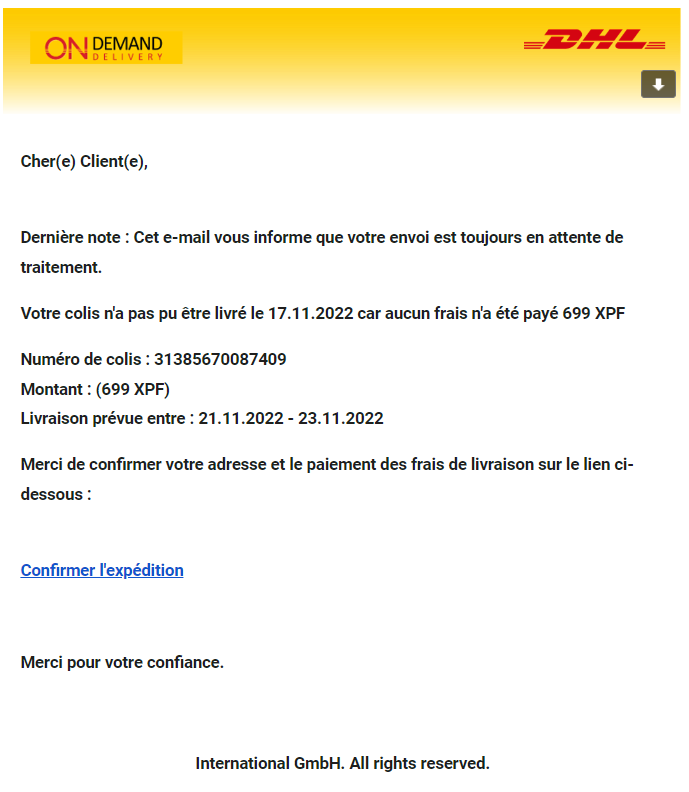 ON DEMAND
DELIVERY
DHL
Cher(e) Client(e),
Dernière note : Cet e-mail vous informe que votre envoi est toujours en attente de
traitement.
Votre colis n'a pas pu être livré le 17.11.2022 car aucun frais n'a été payé 699 XPF
Numéro de colis : 31385670087409
Montant : (699 XPF)
Livraison prévue entre : 21.11.2022 - 23.11.2022
Merci de confirmer votre adresse et le paiement des frais de livraison sur le lien ci-
dessous :
Confirmer l'expédition
Merci pour votre confiance.
International GmbH. All rights reserved.